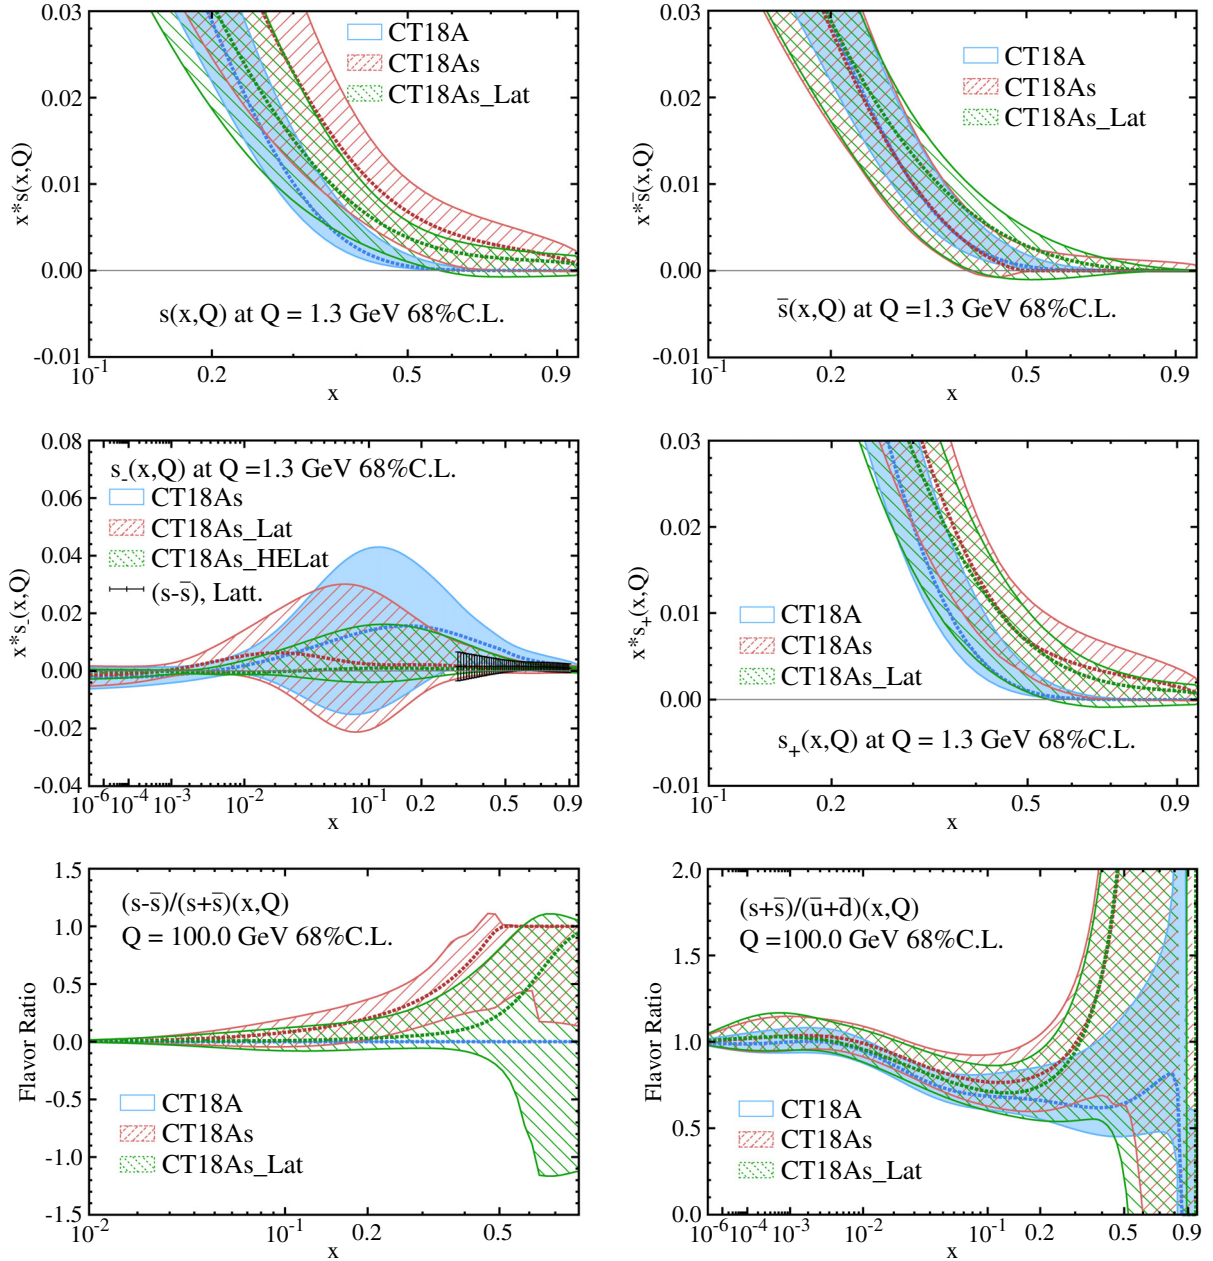 0.03
0.02
0.01
0.00
-0.01
x*s(x,Q)
CT18A
CT18As
CT18As_Lat
s(x,Q) at Q = 1.3 GeV 68%C.L.
10⁻¹ 0.2 0.5 0.9
x
0.03
0.02
0.01
0.00
-0.01
x*s̄(x,Q)
CT18A
CT18As
CT18As_Lat
s̄(x,Q) at Q =1.3 GeV 68%C.L.
10⁻¹ 0.2 0.5 0.9
x
0.08
0.06
0.04
0.02
0.00
-0.02
-0.04
x*s₋(x,Q)
s₋(x,Q) at Q =1.3 GeV 68%C.L.
CT18As
CT18As_Lat
CT18As_HELat
(s-s̄), Latt.
10⁻⁶ 10⁻⁴ 10⁻³ 10⁻² 10⁻¹ 0.2 0.5 0.9
x
0.03
0.02
0.01
0.00
-0.01
x*s₊(x,Q)
CT18A
CT18As
CT18As_Lat
s₊(x,Q) at Q = 1.3 GeV 68%C.L.
10⁻¹ 0.2 0.5 0.9
x
1.5
1.0
0.5
0.0
-0.5
-1.0
-1.5
Flavor Ratio
(s-s̄)/(s+s̄)(x,Q)
Q = 100.0 GeV 68%C.L.
CT18A
CT18As
CT18As_Lat
10⁻² 10⁻¹ 0.2 0.5
x
2.0
1.5
1.0
0.5
0.0
Flavor Ratio
(s+s̄)/(ū+d̄)(x,Q)
Q =100.0 GeV 68%C.L.
CT18A
CT18As
CT18As_Lat
10⁻⁶ 10⁻⁴ 10⁻³ 10⁻² 10⁻¹ 0.2 0.5 0.9
x